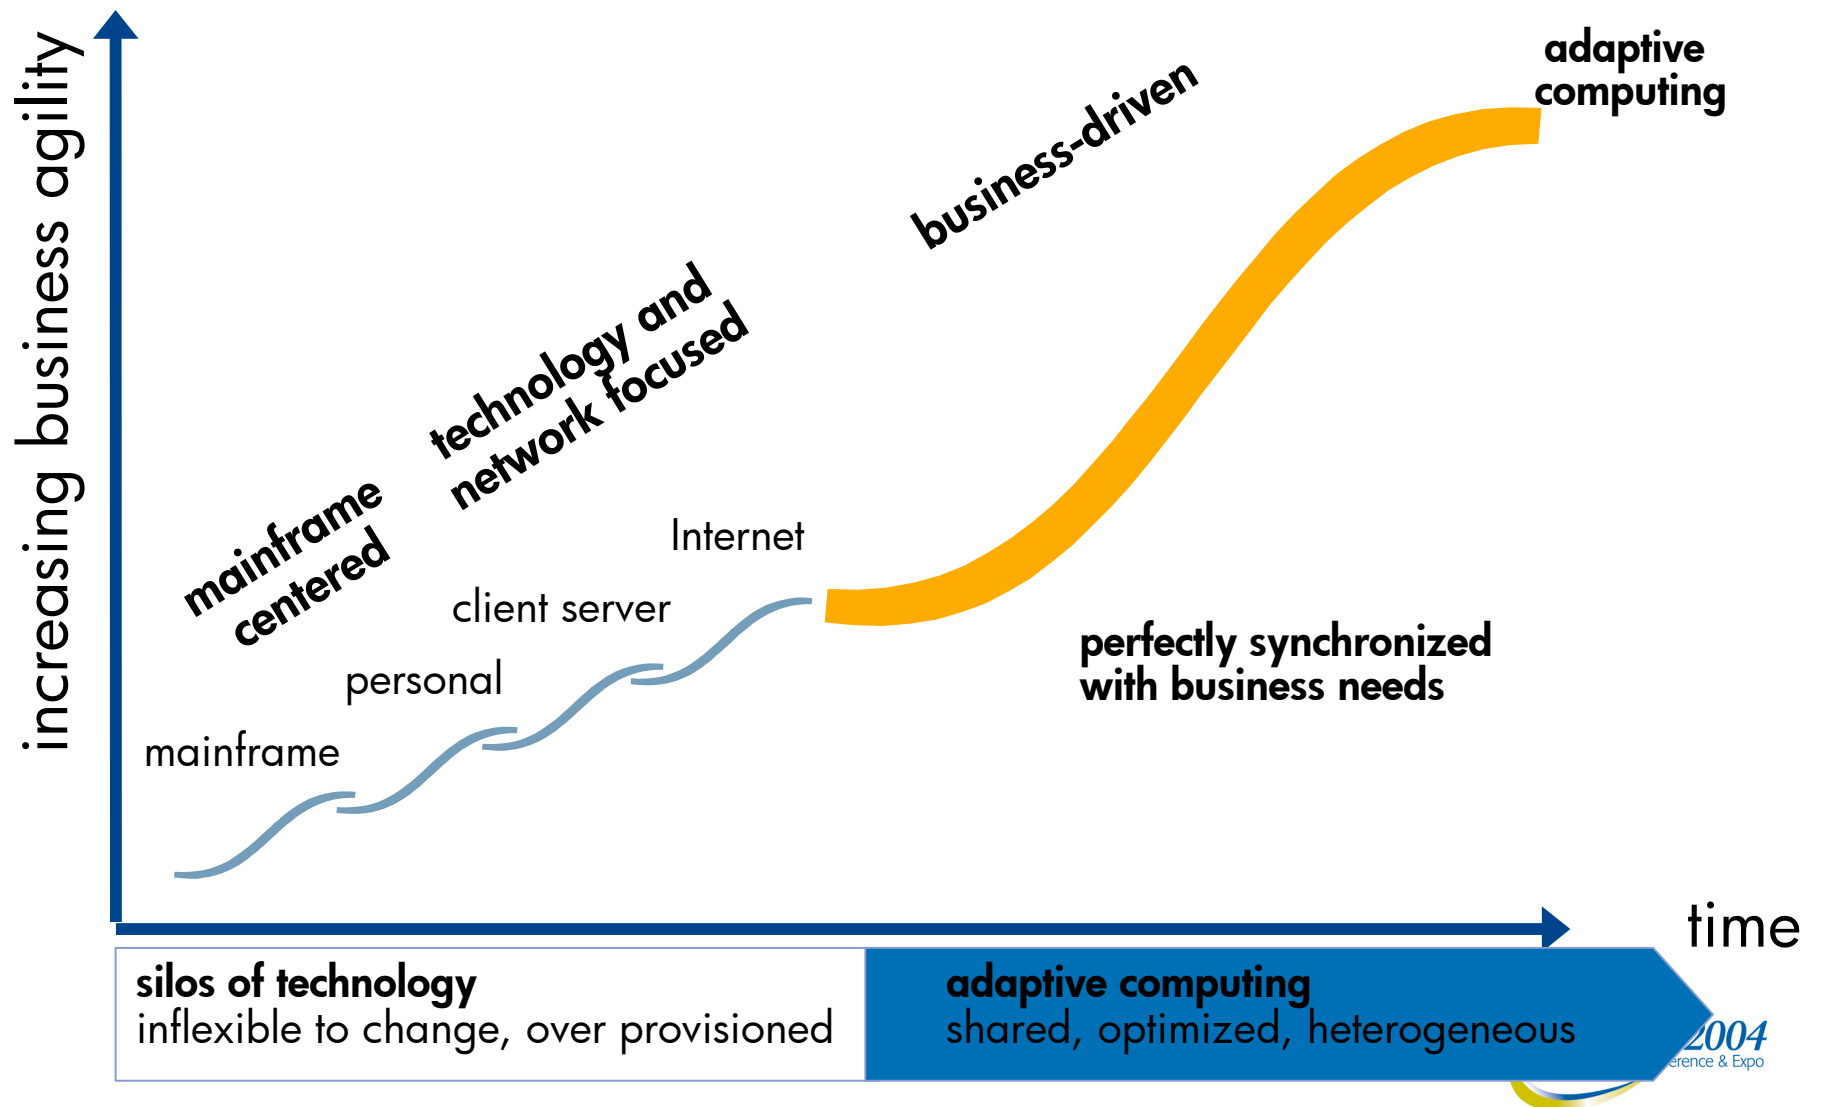 increasing business agility
adaptive
computing
business-driven
technology and
network focused
mainframe
centered
Internet
client server
personal
mainframe
perfectly synchronized
with business needs
time
silos of technology
inflexible to change, over provisioned
adaptive computing
shared, optimized, heterogeneous
2004
& Expo